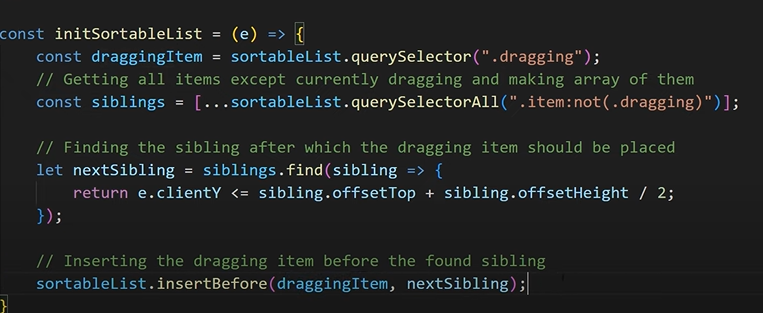 const initSortableList = (e) => {
    const draggingItem = sortableList.querySelector(".dragging");
    // Getting all items except currently dragging and making array of them
    const siblings = [...sortableList.querySelectorAll(".item:not(.dragging)")];

    // Finding the sibling after which the dragging item should be placed
    let nextSibling = siblings.find(sibling => {
        return e.clientY <= sibling.offsetTop + sibling.offsetHeight / 2;
    });

    // Inserting the dragging item before the found sibling
    sortableList.insertBefore(draggingItem, nextSibling);
}